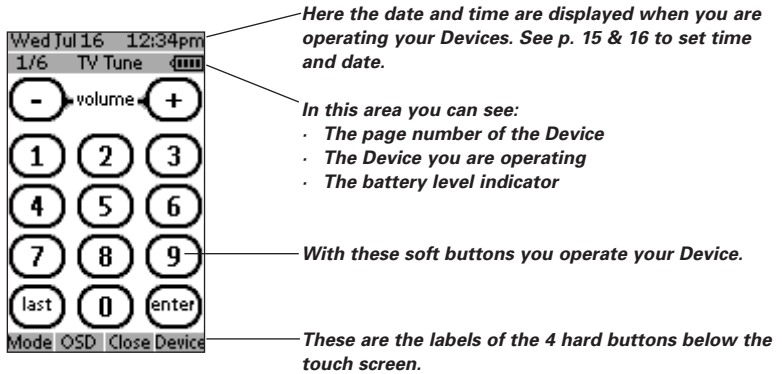 Wed Jul 16 12:34pm
1/6 TV Tune
- volume +
1 2 3
4 5 6
7 8 9
last 0 enter
Mode OSD Close Device
Here the date and time are displayed when you are
operating your Devices. See p. 15 & 16 to set time
and date.
In this area you can see:
· The page number of the Device
· The Device you are operating
· The battery level indicator
With these soft buttons you operate your Device.
These are the labels of the 4 hard buttons below the
touch screen.